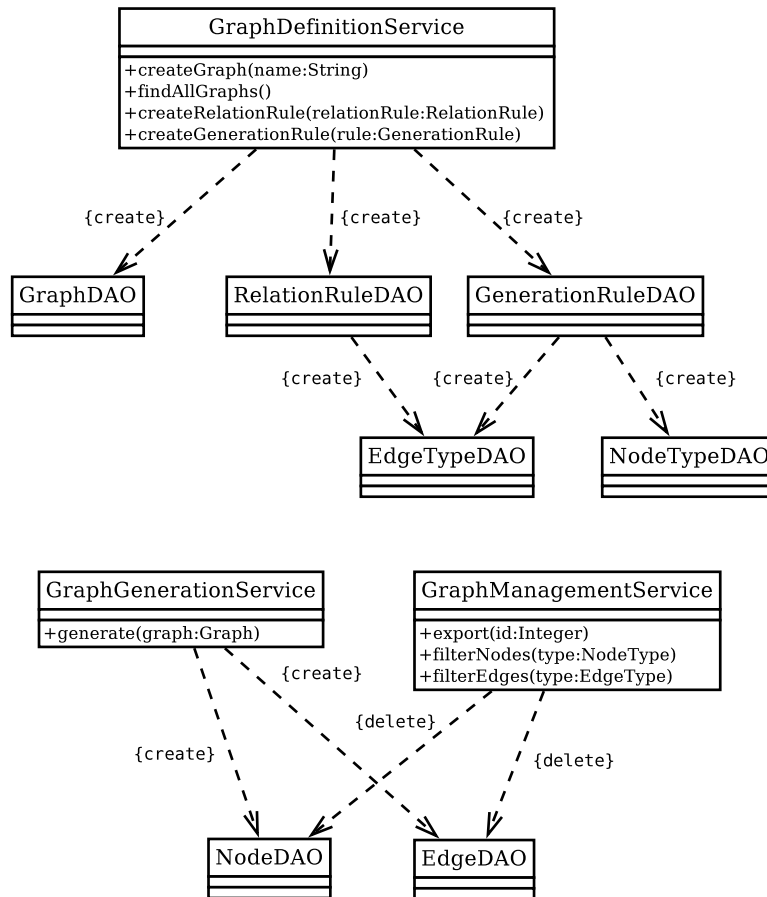 GraphDefinitionService
+createGraph(name:String)
+findAllGraphs()
+createRelationRule(relationRule:RelationRule)
+createGenerationRule(rule:GenerationRule)
{create}
{create}
{create}
GraphDAO
RelationRuleDAO
GenerationRuleDAO
{create}
{create}
{create}
EdgeTypeDAO
NodeTypeDAO
GraphGenerationService
+generate(graph:Graph)
GraphManagementService
+export(id:Integer)
+filterNodes(type:NodeType)
+filterEdges(type:EdgeType)
{create}
{delete}
{create}
{delete}
NodeDAO
EdgeDAO